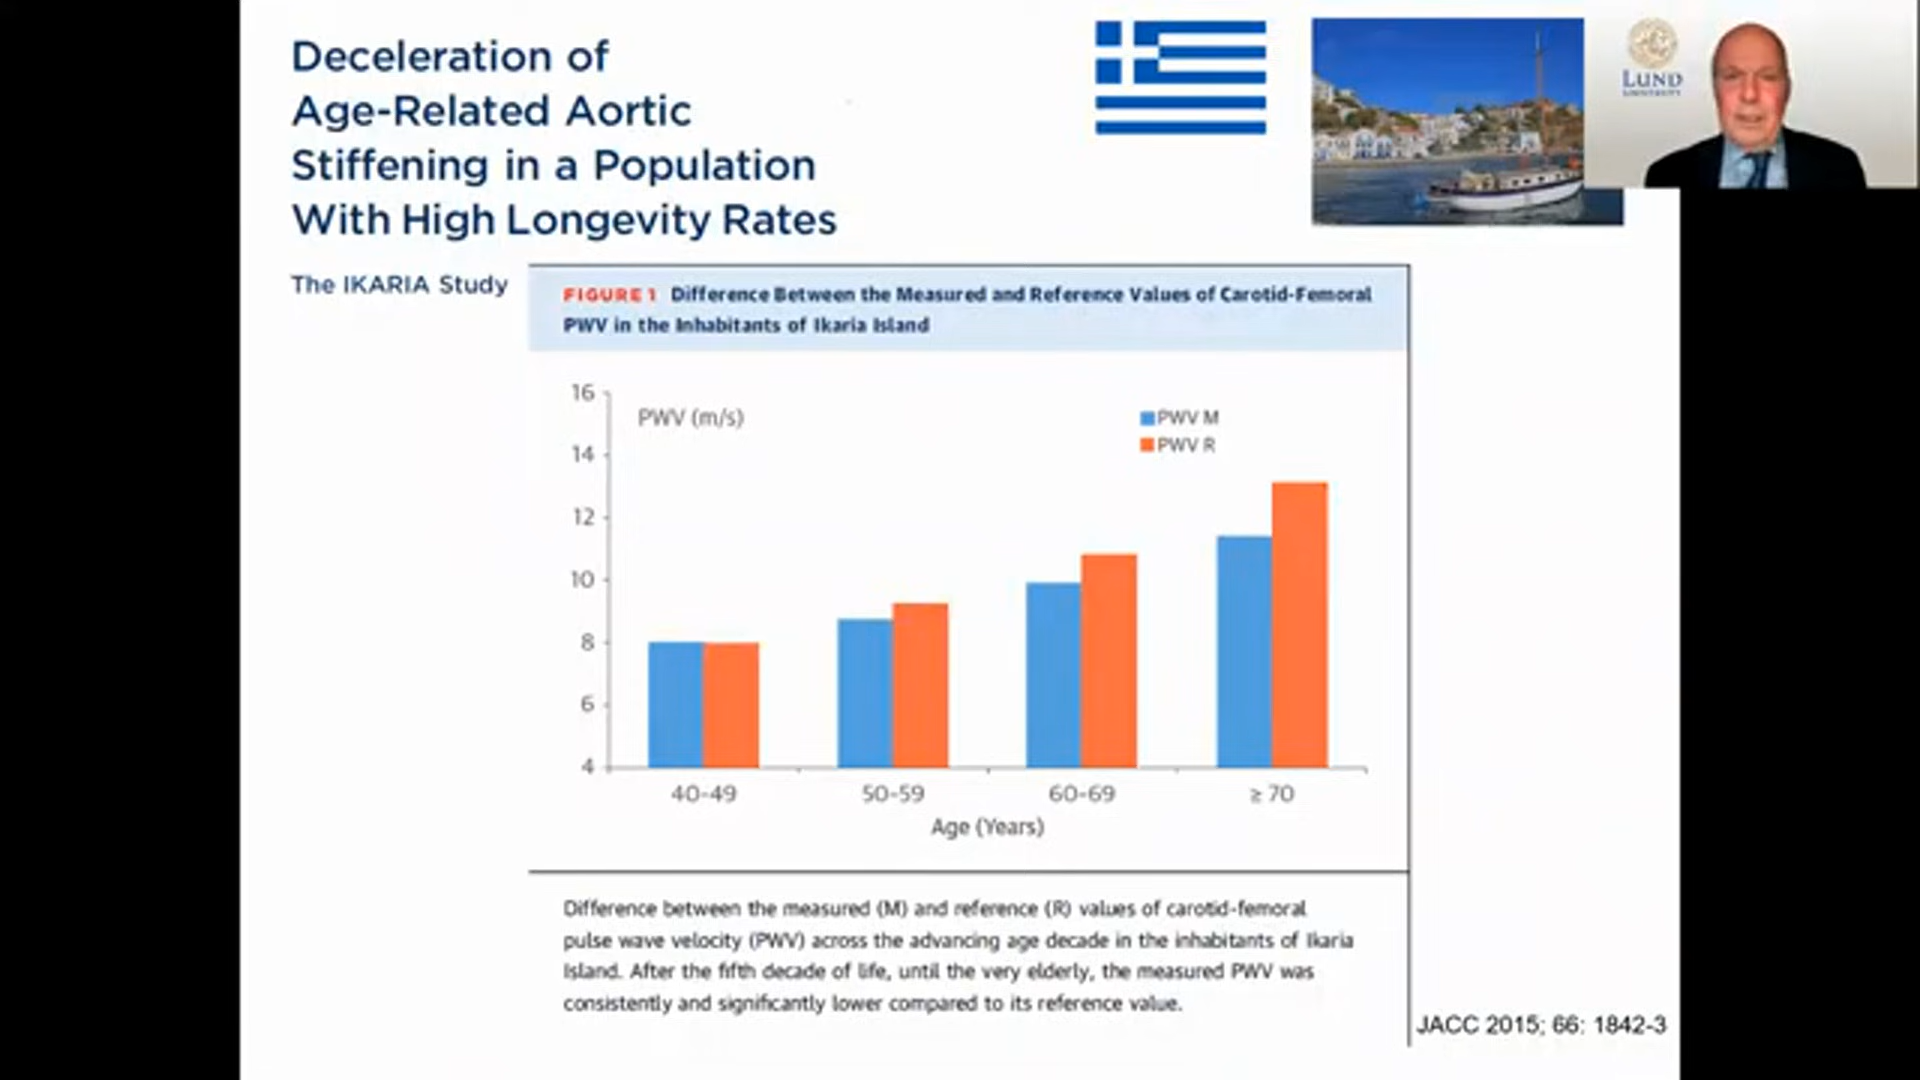 Deceleration of
Age-Related Aortic
Stiffening in a Population
With High Longevity Rates
The IKARIA Study
LUND
UNIVERSITY
FIGURE 1 Difference Between the Measured and Reference Values of Carotid-Femoral
PWV in the Inhabitants of Ikaria Island
PWV (m/s)
PWV M
PWV R
16
14
12
10
8
6
4
40-49
50-59
60-69
≥ 70
Age (Years)
Difference between the measured (M) and reference (R) values of carotid-femoral
pulse wave velocity (PWV) across the advancing age decade in the inhabitants of Ikaria
Island. After the fifth decade of life, until the very elderly, the measured PWV was
consistently and significantly lower compared to its reference value.
JACC 2015; 66: 1842-3